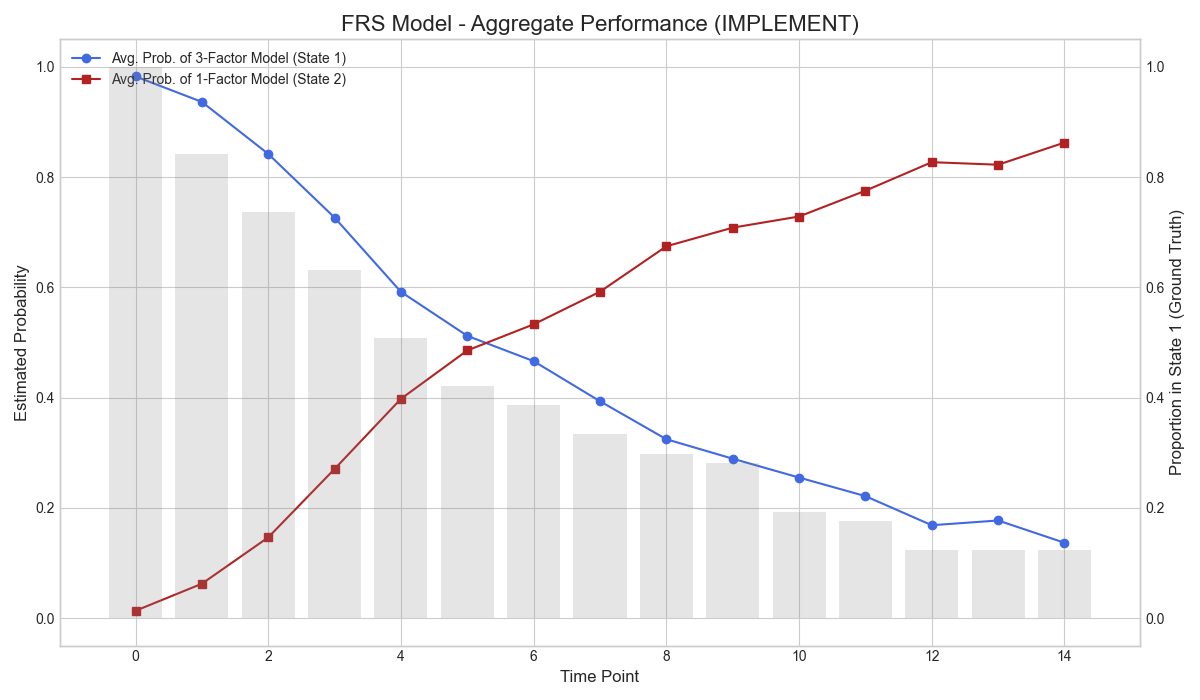 FRS Model - Aggregate Performance (IMPLEMENT)
Avg. Prob. of 3-Factor Model (State 1)
Avg. Prob. of 1-Factor Model (State 2)
Estimated Probability
1.0
0.8
0.6
0.4
0.2
0.0
1.0
0.8
0.6
0.4
0.2
0.0
Proportion in State 1 (Ground Truth)
0 2 4 6 8 10 12 14
Time Point